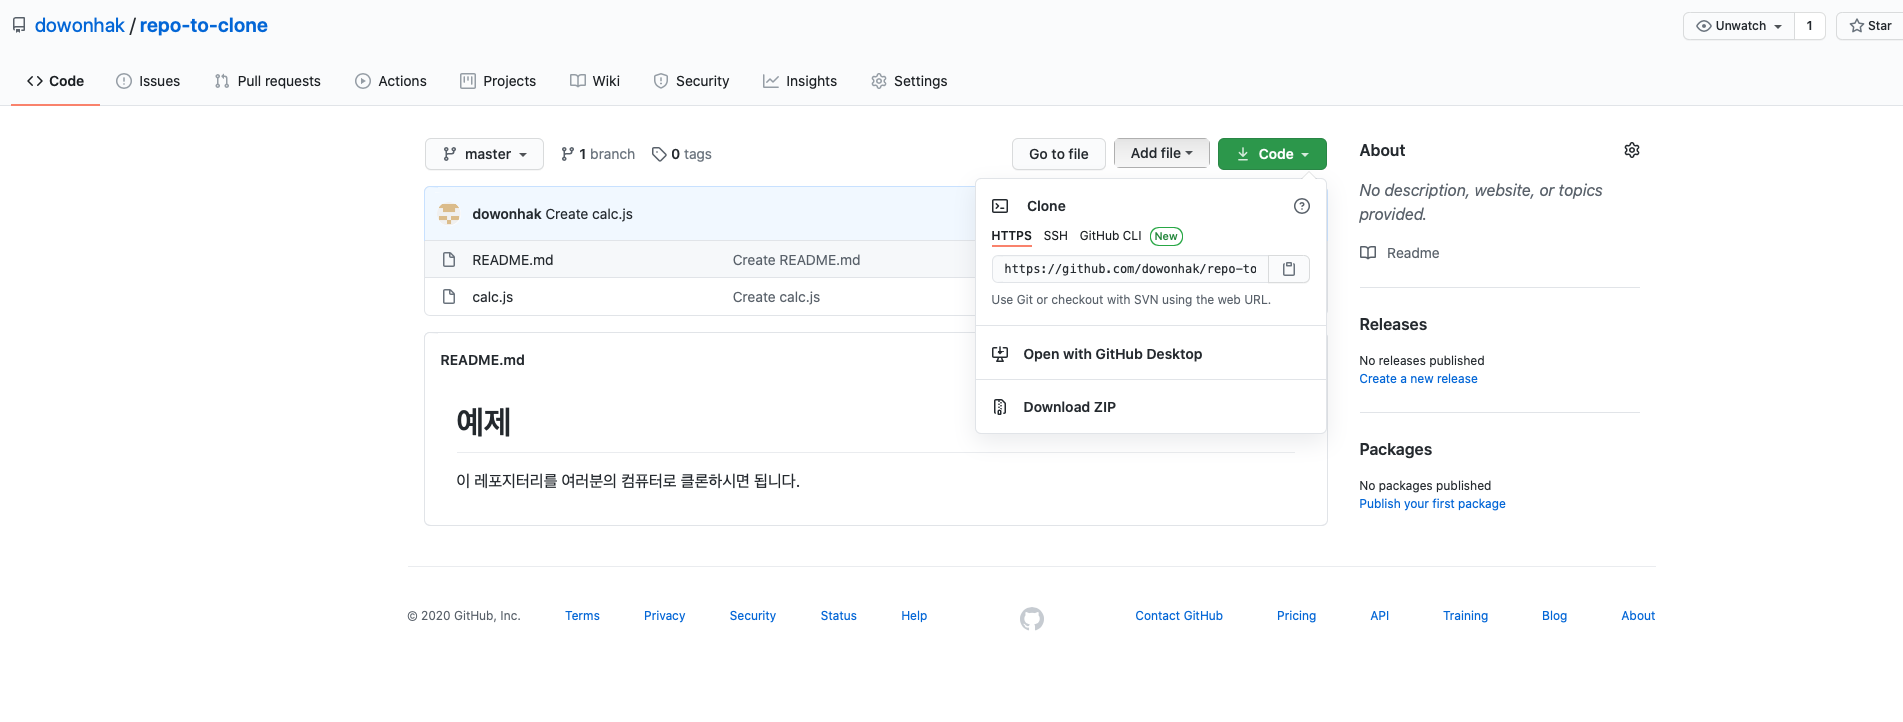 dowonhak / repo-to-clone
Unwatch 1 Star
Code Issues Pull requests Actions Projects Wiki Security Insights Settings
master 1 branch 0 tags Go to file Add file Code
dowonhak Create calc.js
README.md Create README.md
calc.js Create calc.js
Clone
HTTPS SSH GitHub CLI New
https://github.com/dowonhak/repo-to
Use Git or checkout with SVN using the web URL.
Open with GitHub Desktop
Download ZIP
README.md
예제
이 레포지터리를 여러분의 컴퓨터로 클론하시면 됩니다.
About
No description, website, or topics
provided.
Readme
Releases
No releases published
Create a new release
Packages
No packages published
Publish your first package
© 2020 GitHub, Inc. Terms Privacy Security Status Help Contact GitHub Pricing API Training Blog About